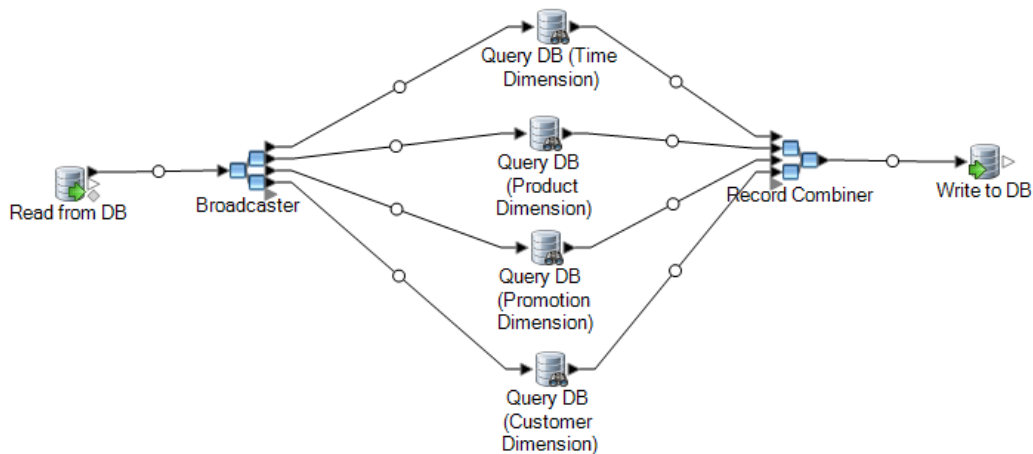 Query DB (Time
Dimension)
Query DB
(Product
Dimension)
Read from DB
Broadcaster
Record Combiner
Write to DB
Query DB
(Promotion
Dimension)
Query DB
(Customer
Dimension)